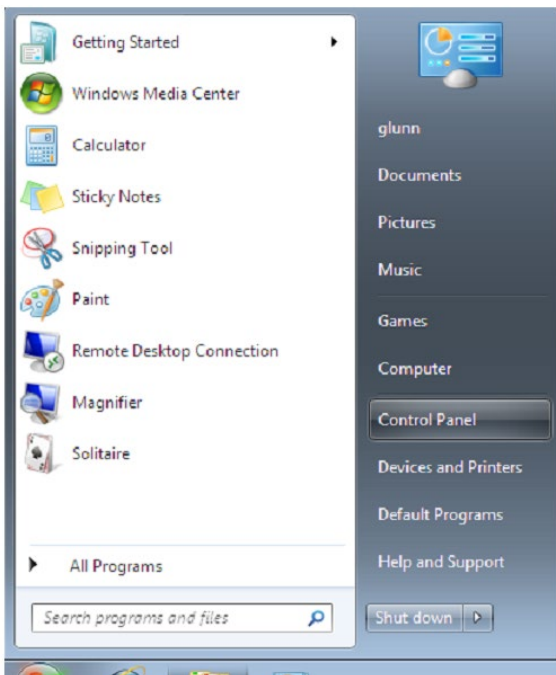 Getting Started
Windows Media Center
Calculator
Sticky Notes
Snipping Tool
Paint
Remote Desktop Connection
Magnifier
Solitaire
All Programs
Search programs and files
glunn
Documents
Pictures
Music
Games
Computer
Control Panel
Devices and Printers
Default Programs
Help and Support
Shut down